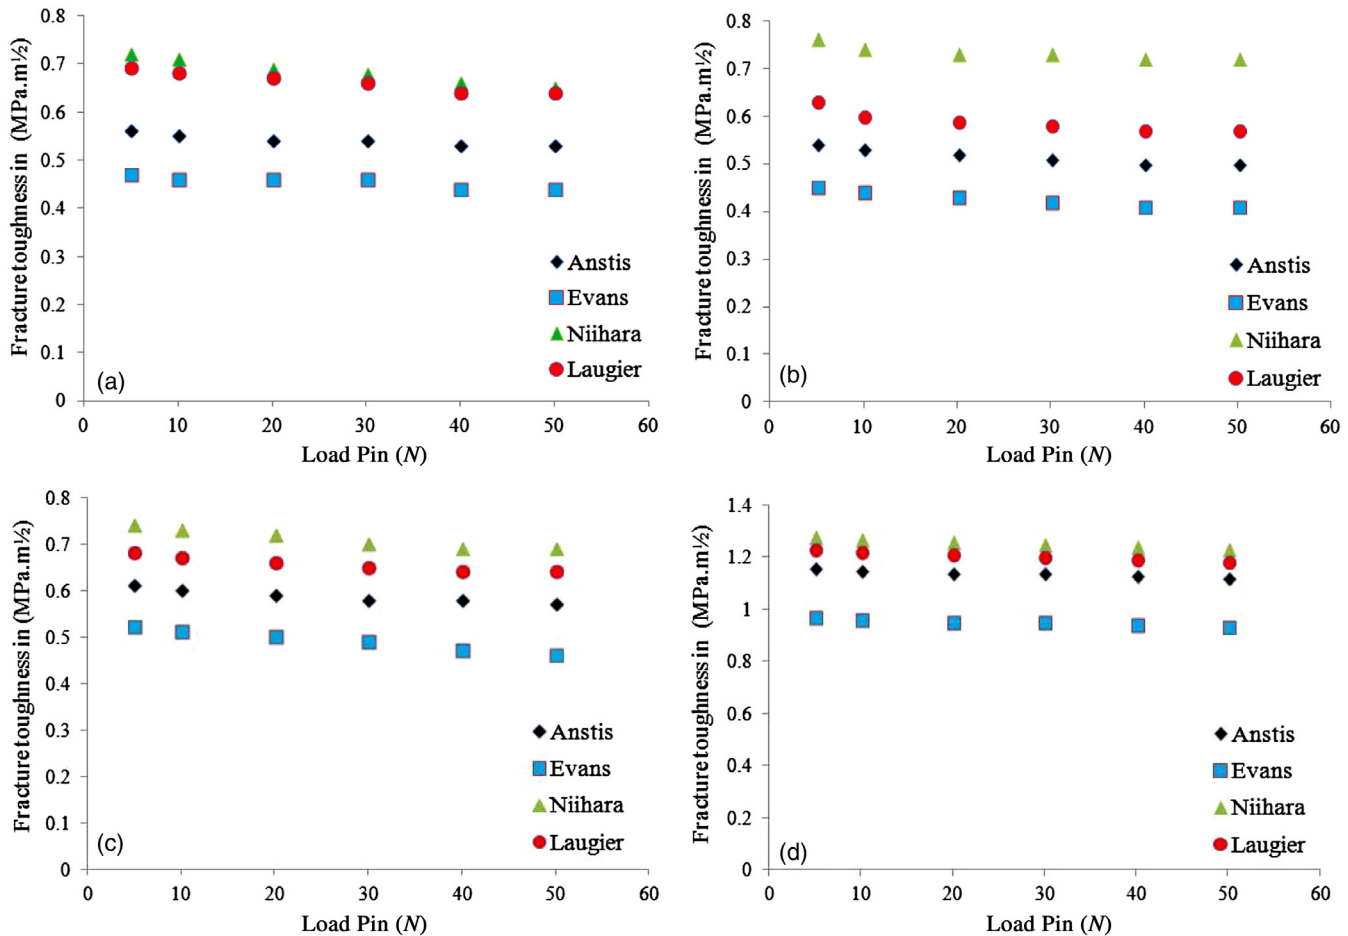 Fracture toughness in (MPa.m½)
0.8
0.7
0.6
0.5
0.4
0.3
0.2
0.1
0
Anstis
Evans
Niihara
Laugier
(a)
0 10 20 30 40 50 60
Load Pin (N)
Fracture toughness in (MPa.m½)
0.8
0.7
0.6
0.5
0.4
0.3
0.2
0.1
0
Anstis
Evans
Niihara
Laugier
(b)
0 10 20 30 40 50 60
Load Pin (N)
Fracture toughness in (MPa.m½)
0.8
0.7
0.6
0.5
0.4
0.3
0.2
0.1
0
Anstis
Evans
Niihara
Laugier
(c)
0 10 20 30 40 50 60
Load Pin (N)
Fracture toughness in (MPa.m½)
1.4
1.2
1
0.8
0.6
0.4
0.2
0
Anstis
Evans
Niihara
Laugier
(d)
0 10 20 30 40 50 60
Load Pin (N)